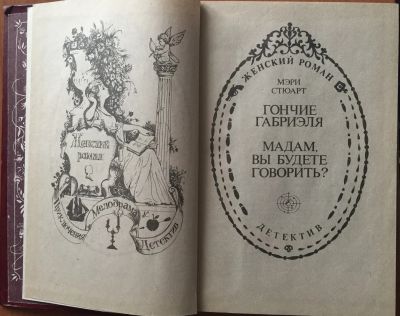 Женский
роман
Приключения
Мелодрама
Детектив
ЖЕНСКИЙ РОМАН
МЭРИ
СТЮАРТ
ГОНЧИЕ
ГАБРИЭЛЯ
МАДАМ,
ВЫ БУДЕТЕ
ГОВОРИТЬ?
ДЕТЕКТИВ